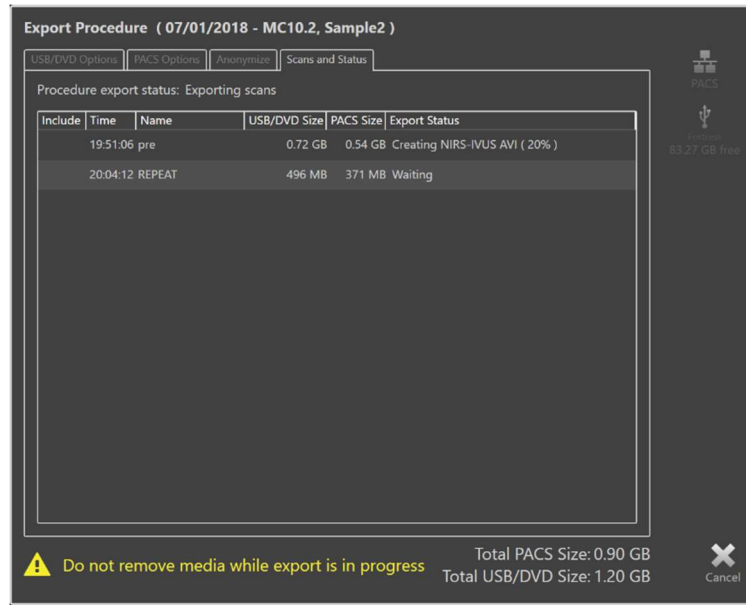 Export Procedure ( 07/01/2018 - MC10.2, Sample2 )
USB/DVD Options PACS Options Anonymize Scans and Status
PACS
Procedure export status: Exporting scans
Include Time Name USB/DVD Size PACS Size Export Status
Fortress
83.27 GB free
19:51:06 pre 0.72 GB 0.54 GB Creating NIRS-IVUS AVI ( 20% )
20:04:12 REPEAT 496 MB 371 MB Waiting
Do not remove media while export is in progress
Total PACS Size: 0.90 GB
Total USB/DVD Size: 1.20 GB
Cancel